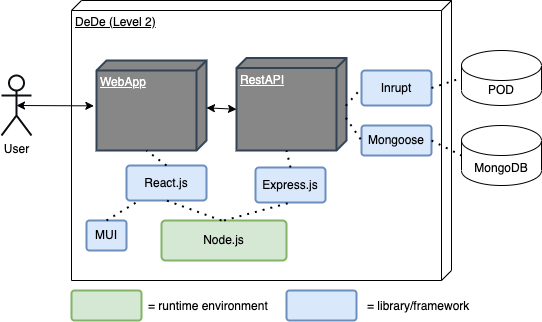 DeDe (Level 2)
WebApp
RestAPI
Inrupt
POD
User
Mongoose
MongoDB
React.js
Express.js
MUI
Node.js
= runtime environment
= library/framework